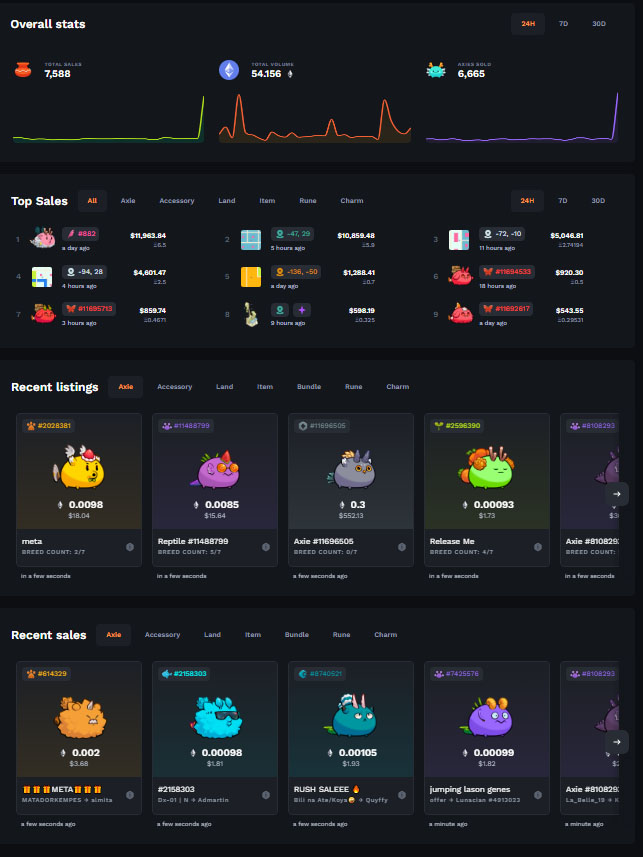 Overall stats
24H 7D 30D
TOTAL SALES
7,588
TOTAL VOLUME
54.156
AXIES SOLD
6,665
Top Sales All Axie Accessory Land Item Rune Charm 24H 7D 30D
1 #882 $11,963.84
a day ago Ξ6.5
2 -47, 29 $10,859.48
5 hours ago Ξ5.9
3 -72, -10 $5,046.81
11 hours ago Ξ2.74194
4 -94, 28 $4,601.47
4 hours ago Ξ2.5
5 -136, -50 $1,288.41
a day ago Ξ0.7
6 #11694533 $920.30
18 hours ago Ξ0.5
7 #11695713 $859.74
3 hours ago Ξ0.4671
8 $598.19
9 hours ago Ξ0.325
9 #11692617 $543.55
a day ago Ξ0.29531
Recent listings Axie Accessory Land Item Bundle Rune Charm
#2028381
0.0098
$18.04
meta
BREED COUNT: 2/7
in a few seconds
#11488799
0.0085
$15.64
Reptile #11488799
BREED COUNT: 5/7
in a few seconds
#11696505
0.3
$552.13
Axie #11696505
BREED COUNT: 0/7
a few seconds ago
#2596390
0.00093
$1.73
Release Me
BREED COUNT: 4/7
in a few seconds
#8108293
Axie #8108293
BREED COUNT:
in a few seconds
→
Recent sales Axie Accessory Land Item Bundle Rune Charm
#614329
0.002
$3.68
🎁🎁🎁META🎁🎁🎁
MATADORKEMPES → simita
a few seconds ago
#2158303
0.00098
$1.81
#2158303
Dx-01 | N → Admartin
a few seconds ago
#8740521
0.00105
$1.93
RUSH SALEEE 🔥
Bili na Ate/Koya → Quyffy
a few seconds ago
#7425576
0.00099
$1.82
jumping lason genes
offer → Lunacian #4913023
a minute ago
#8108293
Axie #8108293
La_Belle_19 →
a minute ago
→